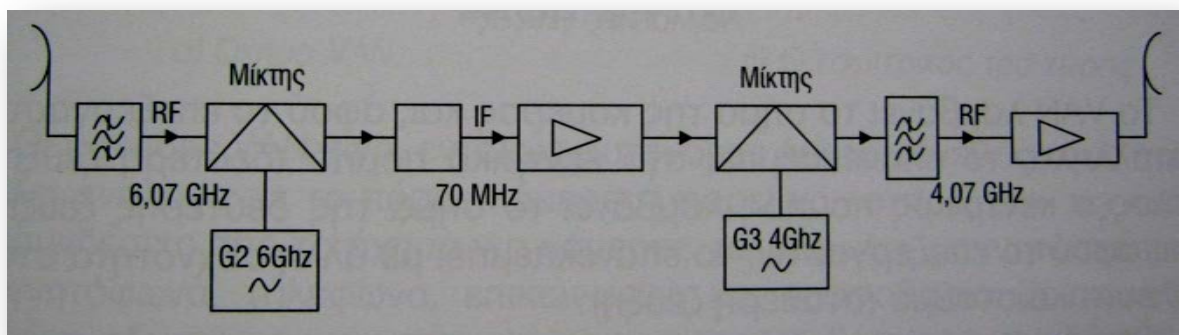 Μίκτης
Μίκτης
RF
IF
RF
6,07 GHz
70 MHz
4,07 GHz
G2 6Ghz
G3 4Ghz